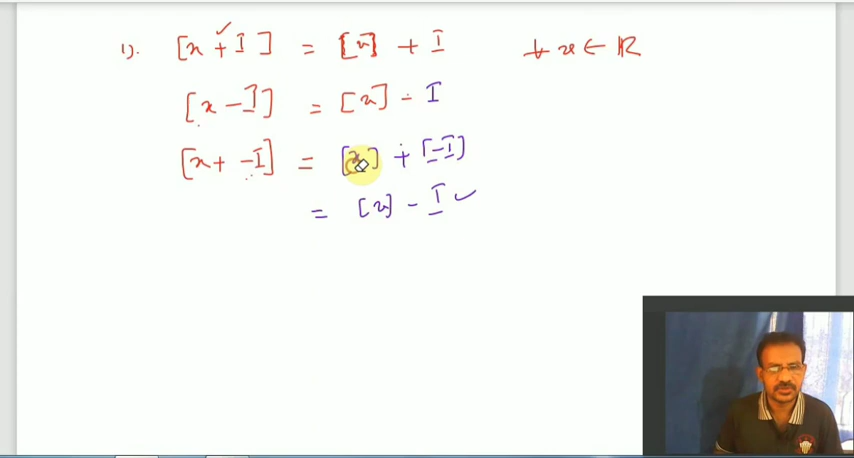 1). [x + I] = [x] + I ∀ x ∈ R
[x - I] = [x] - I
[x + -I] = [x] + [-I]
= [x] - I ✓